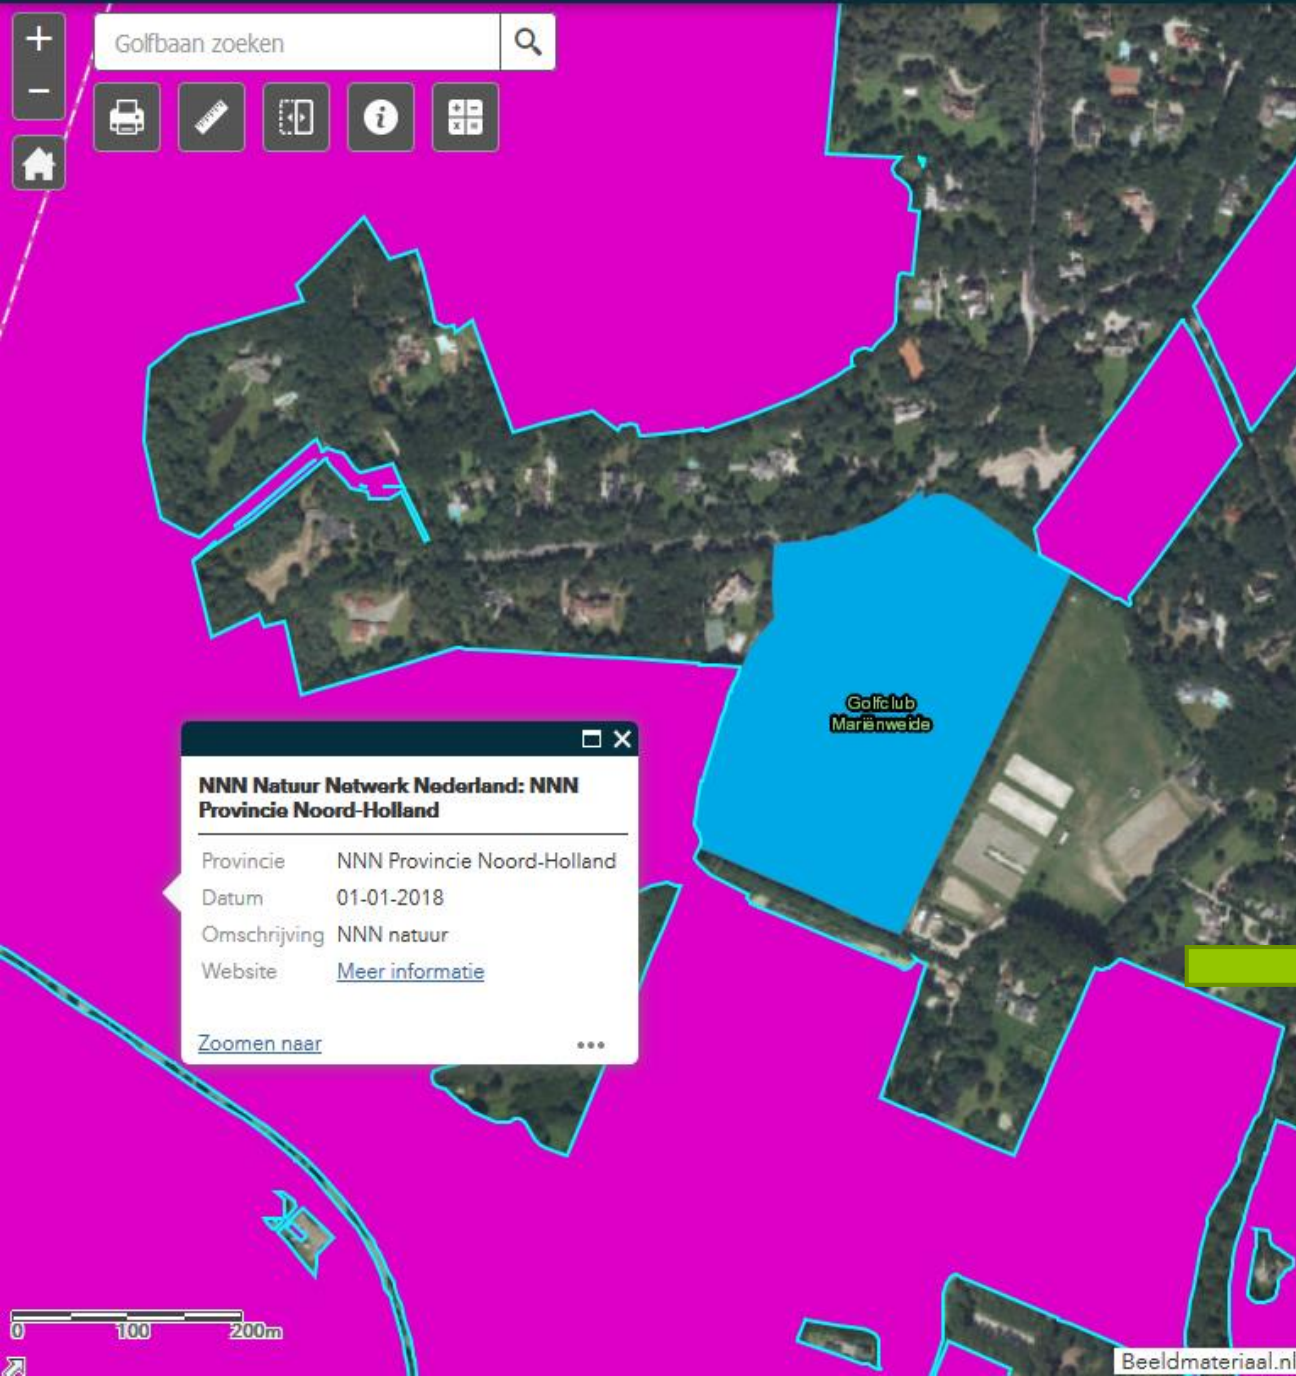 Golfbaan zoeken
Golfclub
Mariënweide
NNN Natuur Netwerk Nederland: NNN
Provincie Noord-Holland
Provincie NNN Provincie Noord-Holland
Datum 01-01-2018
Omschrijving NNN natuur
Website Meer informatie
Zoomen naar
0 100 200m
Beeldmateriaal.nl